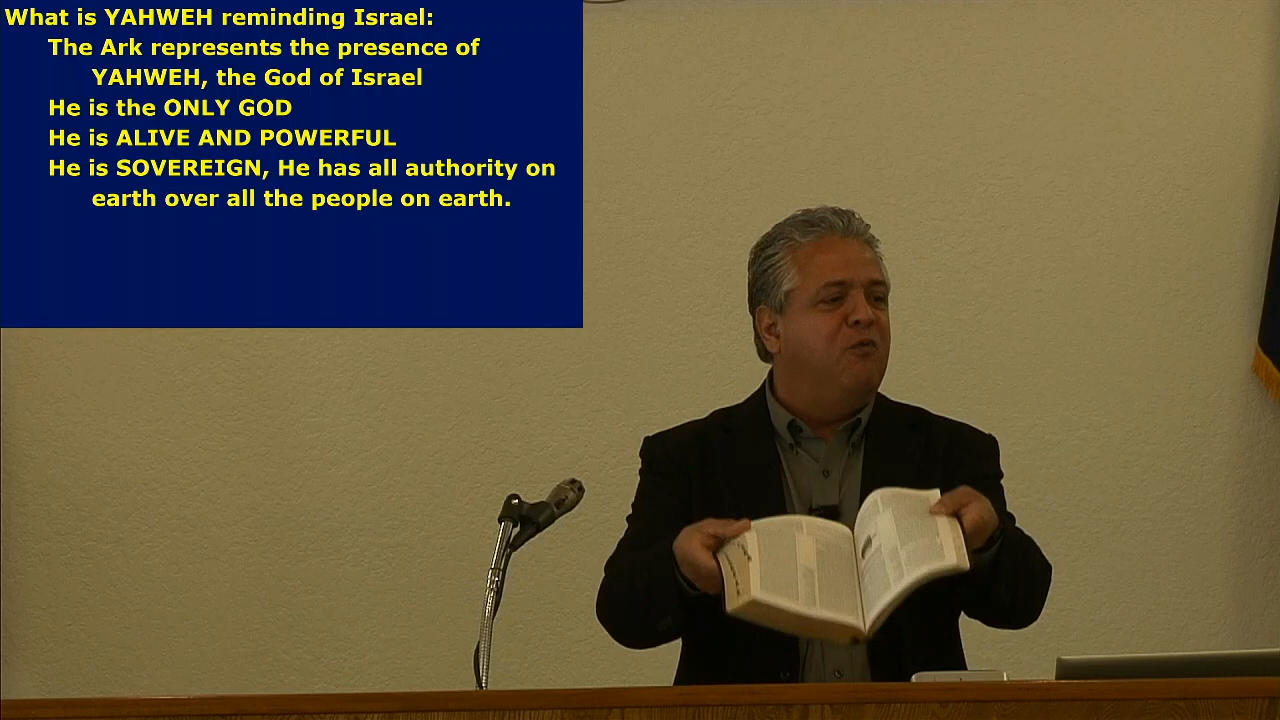 What is YAHWEH reminding Israel:
The Ark represents the presence of
YAHWEH, the God of Israel
He is the ONLY GOD
He is ALIVE AND POWERFUL
He is SOVEREIGN, He has all authority on
earth over all the people on earth.